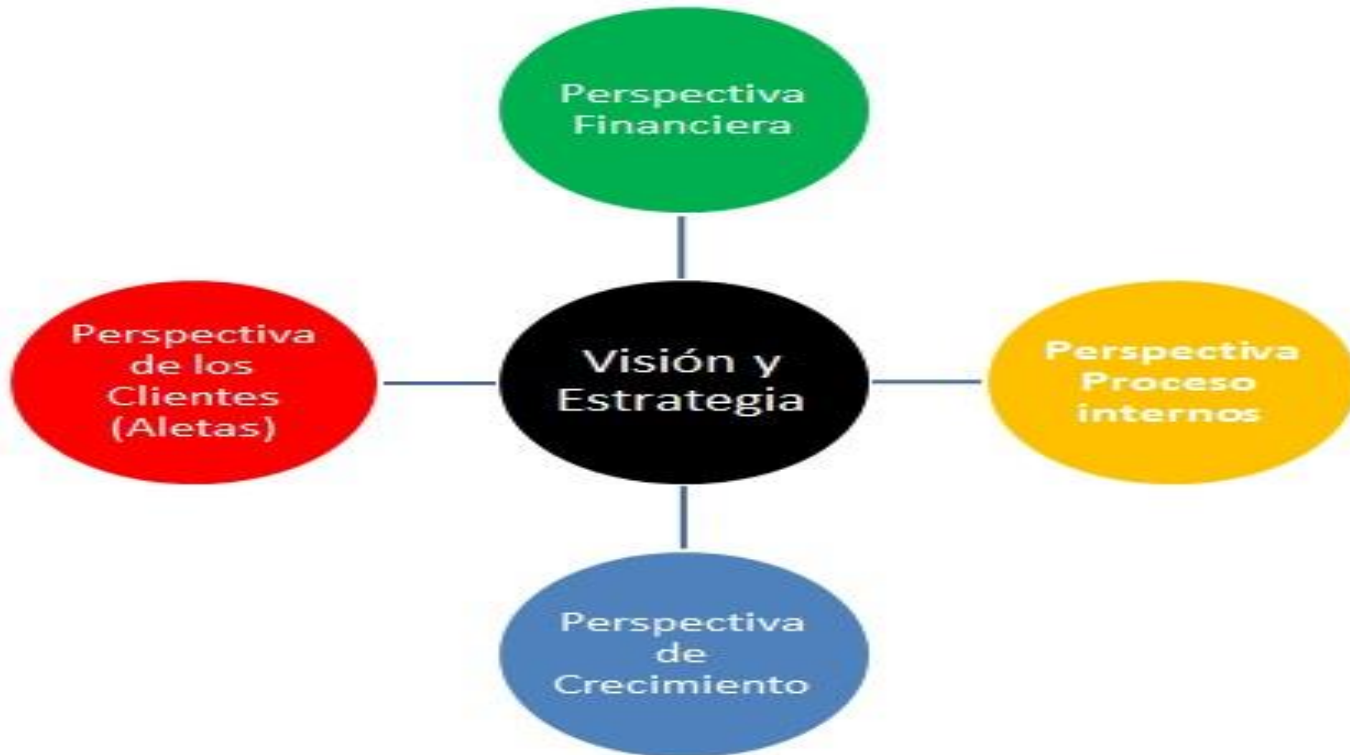 Perspectiva
Financiera
Perspectiva
de los
Clientes
(Aletas)
Visión y
Estrategia
Perspectiva
Proceso
internos
Perspectiva
de
Crecimiento